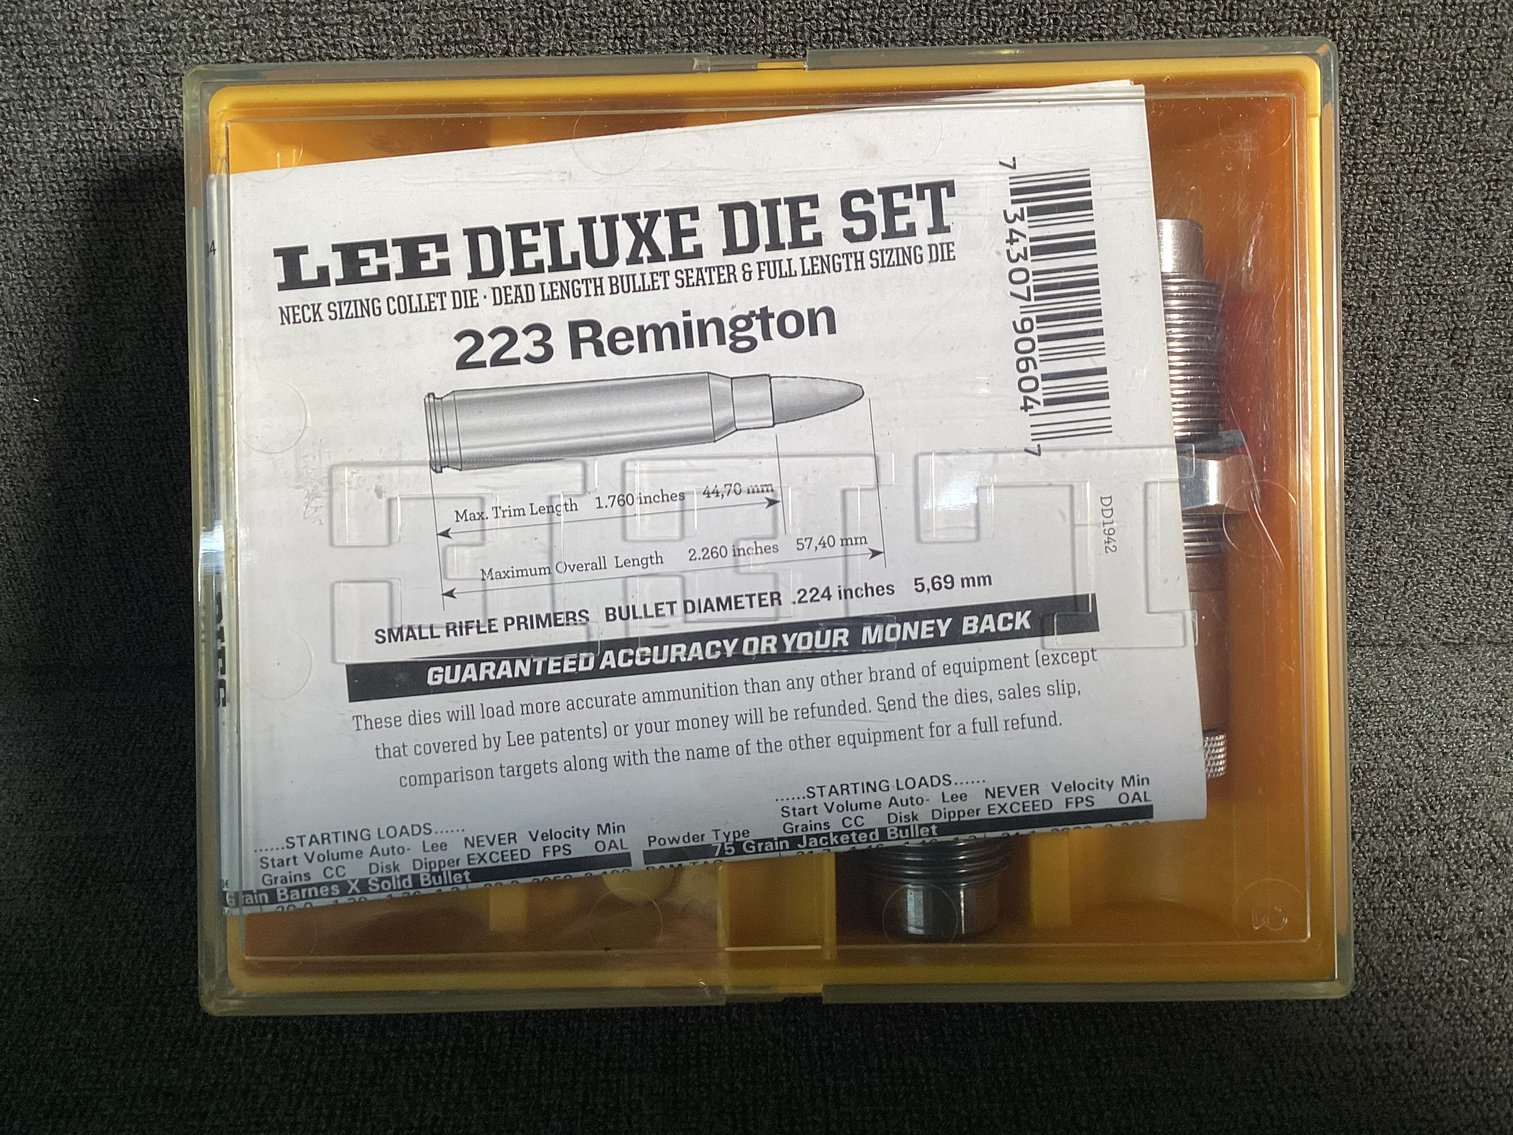 LEE DELUXE DIE SET
NECK SIZING COLLET DIE · DEAD LENGTH BULLET SEATER & FULL LENGTH SIZING DIE
223 Remington
7 34307 90604 7
DD1942
Max. Trim Length 1.760 inches 44,70 mm
Maximum Overall Length 2.260 inches 57,40 mm
SMALL RIFLE PRIMERS BULLET DIAMETER .224 inches 5,69 mm
GUARANTEED ACCURACY OR YOUR MONEY BACK
These dies will load more accurate ammunition than any other brand of equipment (except
that covered by Lee patents) or your money will be refunded. Send the dies, sales slip,
comparison targets along with the name of the other equipment for a full refund.
......STARTING LOADS......
Start Volume Auto- Lee NEVER Velocity Min
Grains CC Disk Dipper EXCEED FPS OAL
ain Barnes X Solid Bullet
......STARTING LOADS......
Start Volume Auto- Lee NEVER Velocity Min
Powder Type Grains CC Disk Dipper EXCEED FPS OAL
75 Grain Jacketed Bullet
LEE